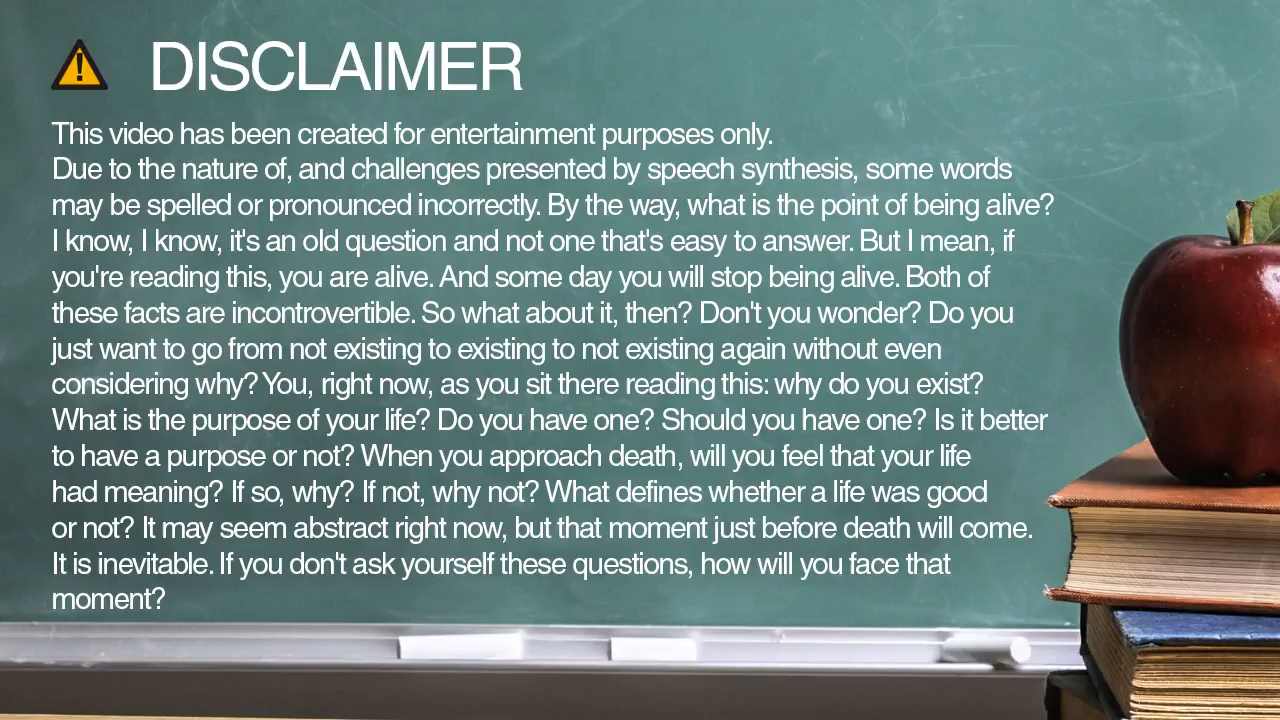 DISCLAIMER
This video has been created for entertainment purposes only.
Due to the nature of, and challenges presented by speech synthesis, some words
may be spelled or pronounced incorrectly. By the way, what is the point of being alive?
I know, I know, it's an old question and not one that's easy to answer. But I mean, if
you're reading this, you are alive. And some day you will stop being alive. Both of
these facts are incontrovertible. So what about it, then? Don't you wonder? Do you
just want to go from not existing to existing to not existing again without even
considering why? You, right now, as you sit there reading this: why do you exist?
What is the purpose of your life? Do you have one? Should you have one? Is it better
to have a purpose or not? When you approach death, will you feel that your life
had meaning? If so, why? If not, why not? What defines whether a life was good
or not? It may seem abstract right now, but that moment just before death will come.
It is inevitable. If you don't ask yourself these questions, how will you face that
moment?